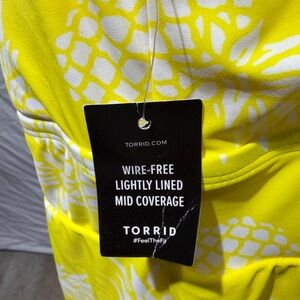 TORRID.COM
WIRE-FREE
LIGHTLY LINED
MID COVERAGE
TORRID
#FeelTheFit